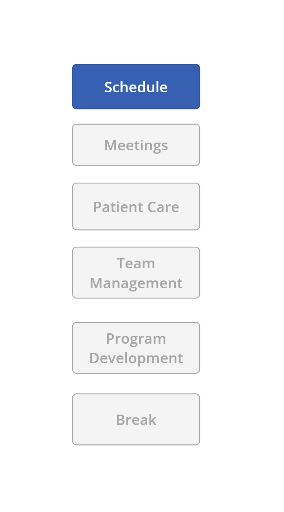 Schedule
Meetings
Patient Care
Team
Management
Program
Development
Break